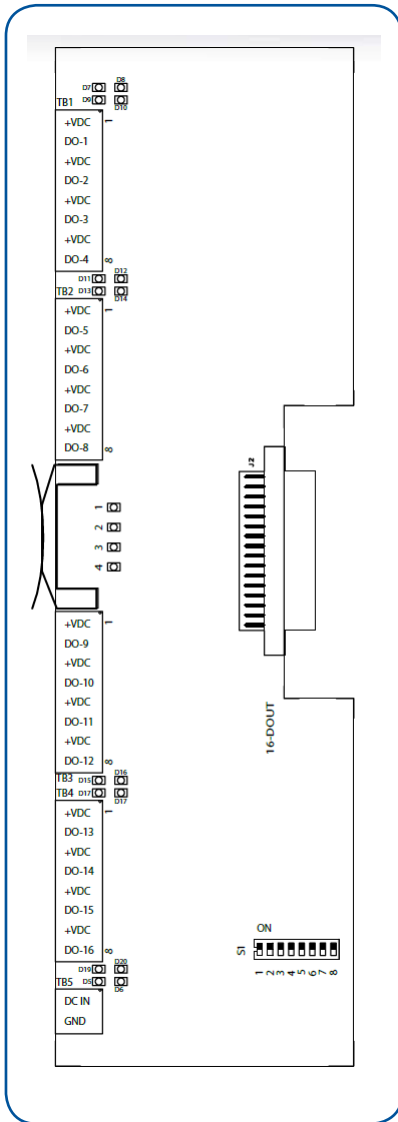 D7 D8
D9 D10
TB1
+VDC 1
DO-1
+VDC
DO-2
+VDC
DO-3
+VDC
DO-4 8
D11 D12
TB2 D13 D14
+VDC 1
DO-5
+VDC
DO-6
+VDC
DO-7
+VDC
DO-8 8
J2
1
2
3
4
+VDC 1
DO-9
+VDC
DO-10
+VDC
DO-11
+VDC
DO-12 8
16-DOUT
TB3 D15 D16
TB4 D17 D17
+VDC 1
DO-13
+VDC
DO-14
+VDC
DO-15
+VDC
DO-16 8
ON
S1
1 2 3 4 5 6 7 8
D19 D20
TB5 D5 D6
DC IN
GND